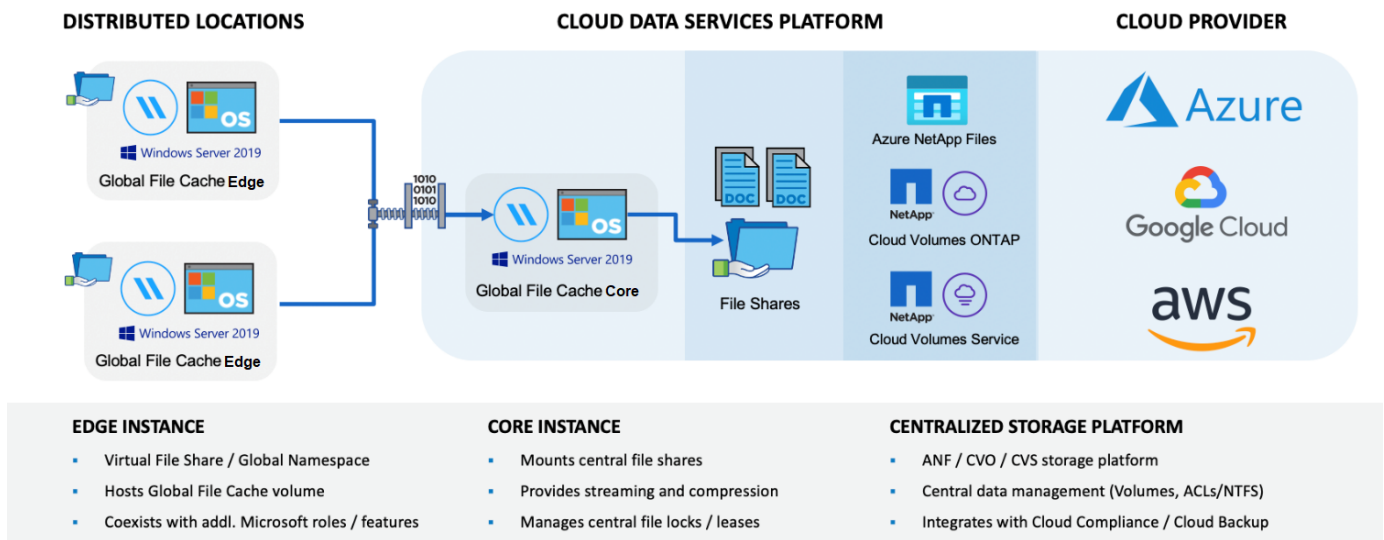 DISTRIBUTED LOCATIONS
CLOUD DATA SERVICES PLATFORM
CLOUD PROVIDER
OS
Windows Server 2019
Global File Cache Edge
OS
Windows Server 2019
Global File Cache Edge
1010
0101
1010
OS
Windows Server 2019
Global File Cache Core
DOC
DOC
File Shares
Azure NetApp Files
NetApp
Cloud Volumes ONTAP
NetApp
Cloud Volumes Service
Azure
Google Cloud
aws
EDGE INSTANCE
Virtual File Share / Global Namespace
Hosts Global File Cache volume
Coexists with addl. Microsoft roles / features
CORE INSTANCE
Mounts central file shares
Provides streaming and compression
Manages central file locks / leases
CENTRALIZED STORAGE PLATFORM
ANF / CVO / CVS storage platform
Central data management (Volumes, ACLs/NTFS)
Integrates with Cloud Compliance / Cloud Backup